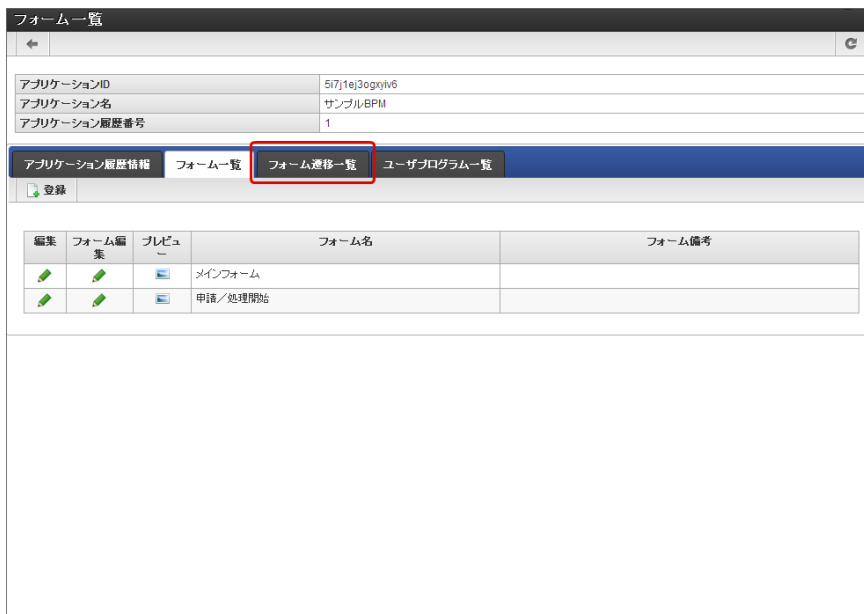 フォーム一覧
アプリケーションID 5i7j1ej3ogxyiv6
アプリケーション名 サンプルBPM
アプリケーション履歴番号 1
アプリケーション履歴情報 フォーム一覧 フォーム遷移一覧 ユーザプログラム一覧
登録
編集 フォーム編集 プレビュー フォーム名 フォーム備考
メインフォーム
申請／処理開始